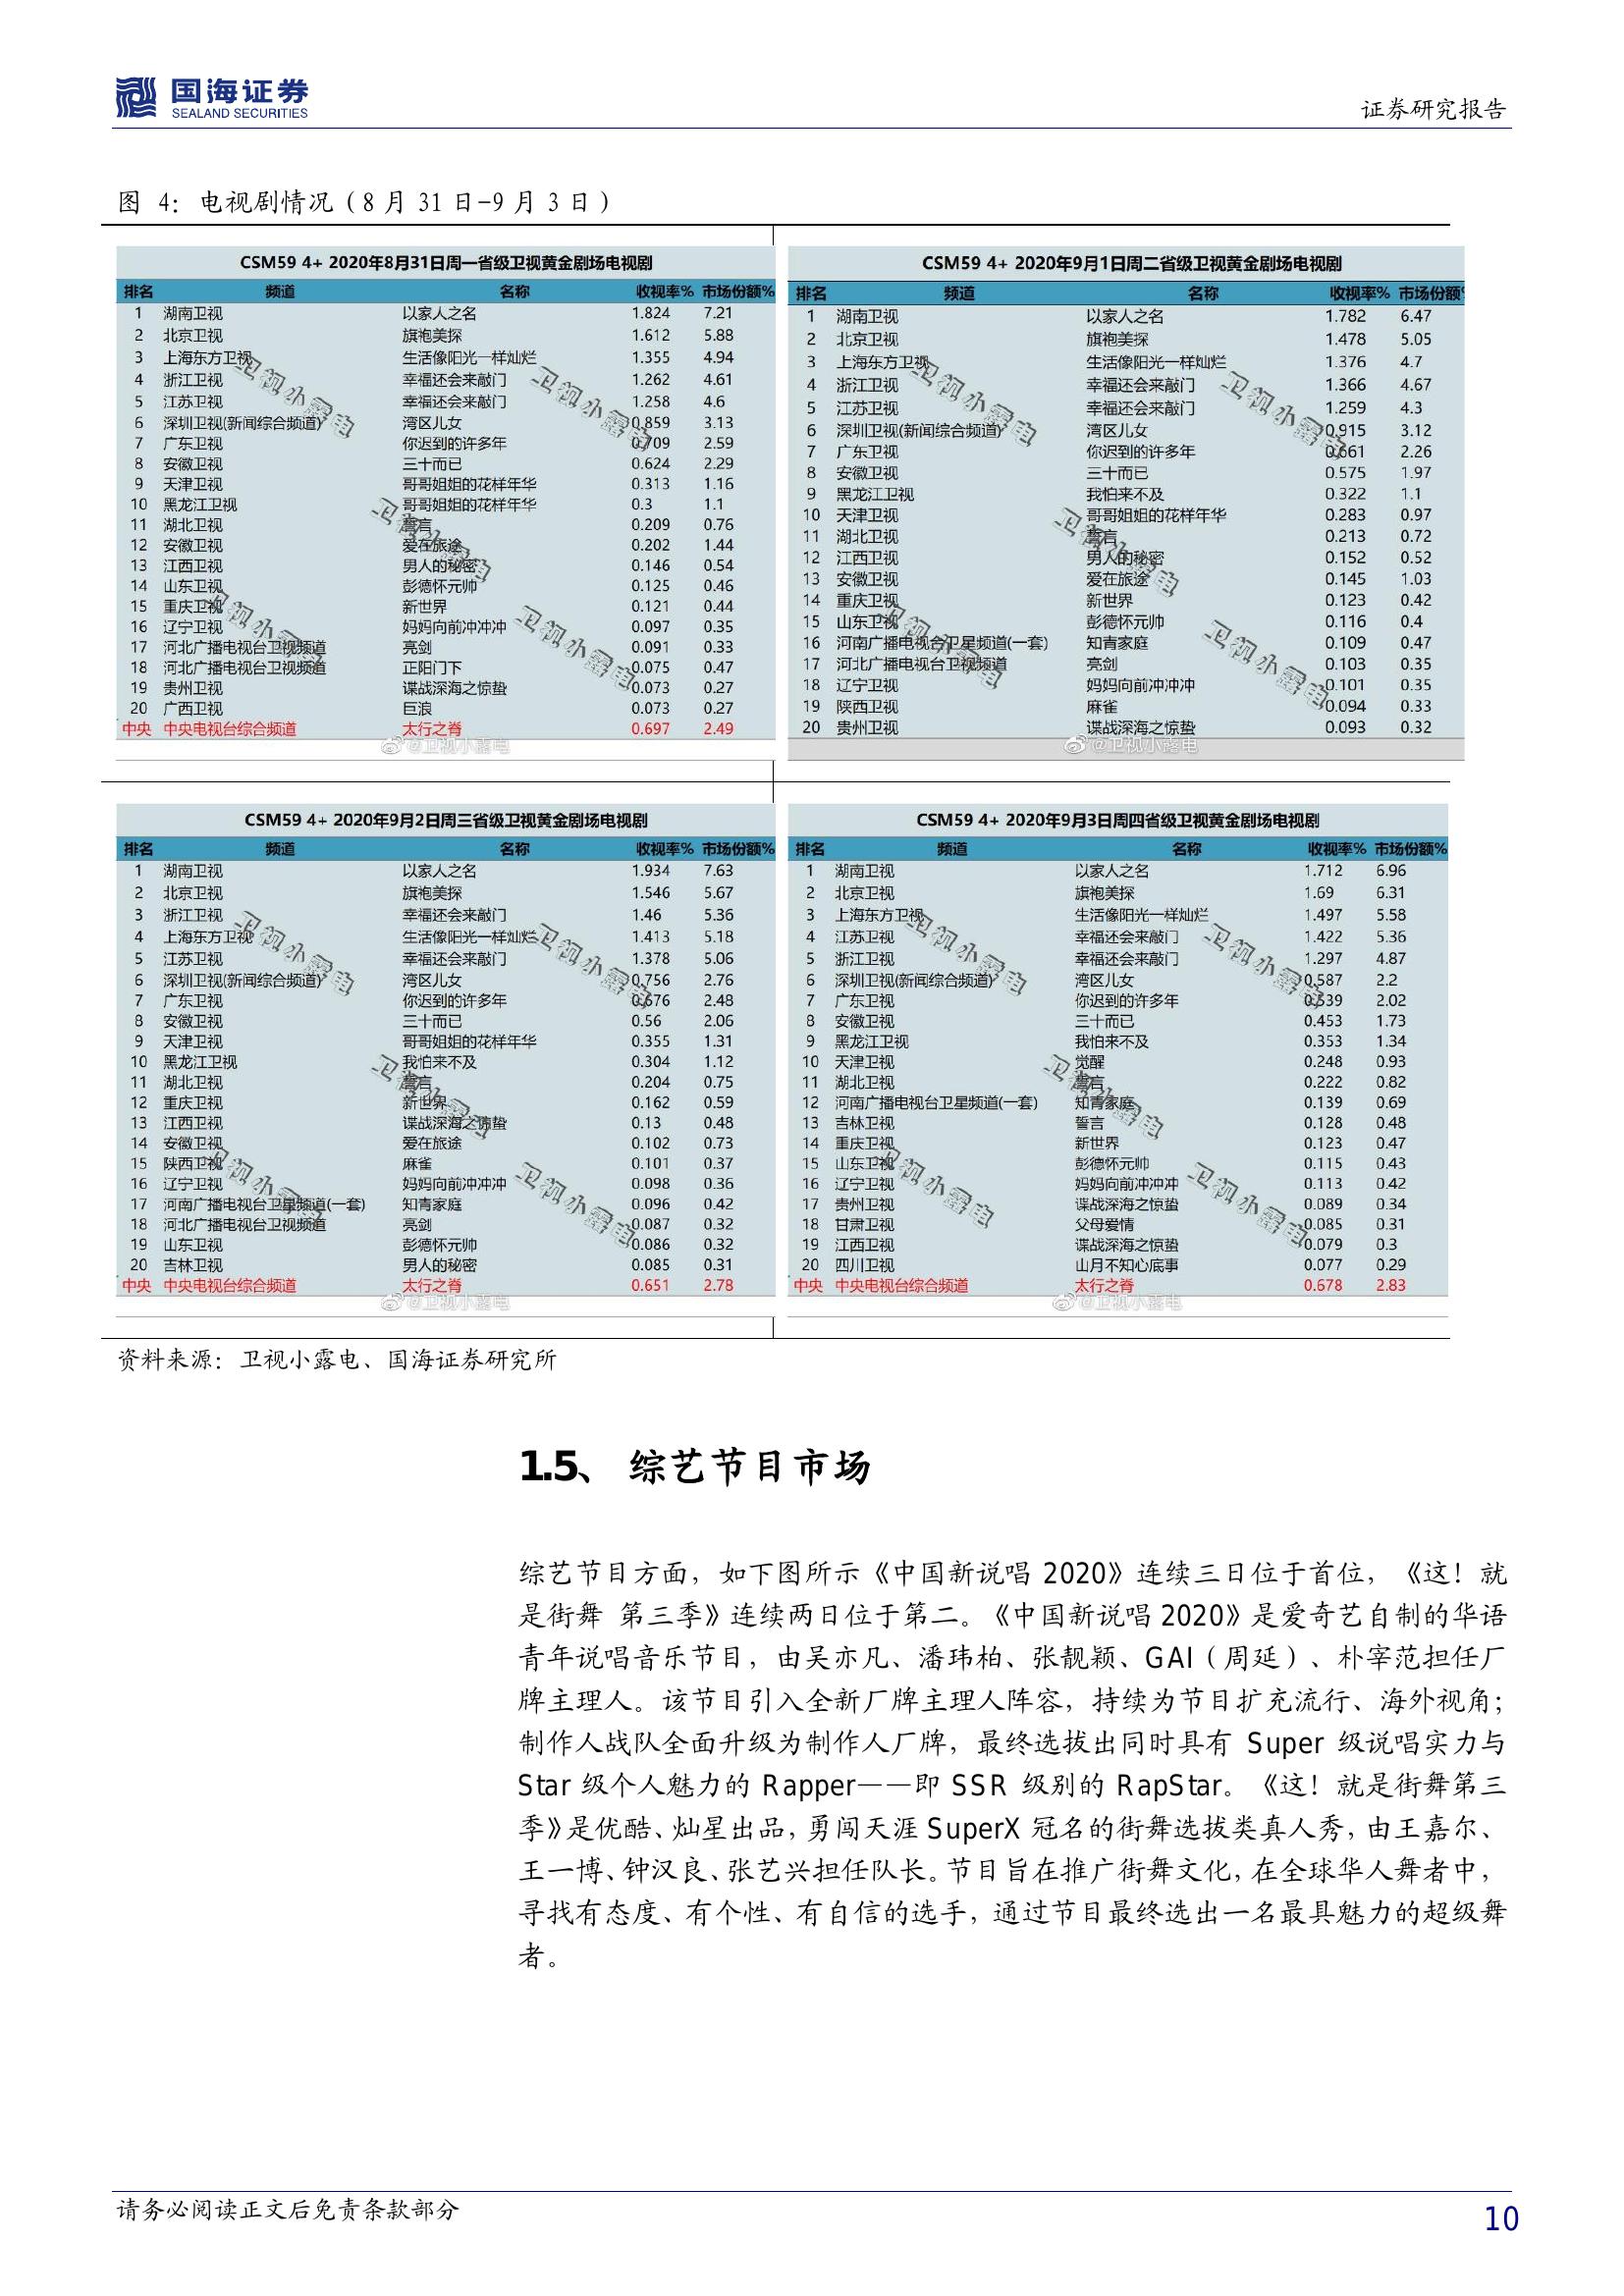 国海证券
SEALAND SECURITIES
证券研究报告
图 4：电视剧情况（8 月 31 日-9 月 3 日）
CSM59 4+ 2020年8月31日周一省级卫视黄金剧场电视剧
排名 频道 名称 收视率% 市场份额%
1 湖南卫视 以家人之名 1.824 7.21
2 北京卫视 旗袍美探 1.612 5.88
3 上海东方卫视 生活像阳光一样灿烂 1.355 4.94
4 浙江卫视 幸福还会来敲门 1.262 4.61
5 江苏卫视 幸福还会来敲门 1.258 4.6
6 深圳卫视(新闻综合频道) 湾区儿女 0.859 3.13
7 广东卫视 你迟到的许多年 0.709 2.59
8 安徽卫视 三十而已 0.624 2.29
9 天津卫视 哥哥姐姐的花样年华 0.313 1.16
10 黑龙江卫视 哥哥姐姐的花样年华 0.3 1.1
11 湖北卫视 誓言 0.209 0.76
12 安徽卫视 爱在旅途 0.202 1.44
13 江西卫视 男人的秘密 0.146 0.54
14 山东卫视 彭德怀元帅 0.125 0.46
15 重庆卫视 新世界 0.121 0.44
16 辽宁卫视 妈妈向前冲冲冲 0.097 0.35
17 河北广播电视台卫视频道 亮剑 0.091 0.33
18 河北广播电视台卫视频道 正阳门下 0.075 0.47
19 贵州卫视 谍战深海之惊蛰 0.073 0.27
20 广西卫视 巨浪 0.073 0.27
中央 中央电视台综合频道 太行之脊 0.697 2.49
@卫视小露电
CSM59 4+ 2020年9月1日周二省级卫视黄金剧场电视剧
排名 频道 名称 收视率% 市场份额%
1 湖南卫视 以家人之名 1.782 6.47
2 北京卫视 旗袍美探 1.478 5.05
3 上海东方卫视 生活像阳光一样灿烂 1.376 4.7
4 浙江卫视 幸福还会来敲门 1.366 4.67
5 江苏卫视 幸福还会来敲门 1.259 4.3
6 深圳卫视(新闻综合频道) 湾区儿女 0.915 3.12
7 广东卫视 你迟到的许多年 0.661 2.26
8 安徽卫视 三十而已 0.575 1.97
9 黑龙江卫视 我怕来不及 0.322 1.1
10 天津卫视 哥哥姐姐的花样年华 0.283 0.97
11 湖北卫视 誓言 0.213 0.72
12 江西卫视 男人的秘密 0.152 0.52
13 安徽卫视 爱在旅途 0.145 1.03
14 重庆卫视 新世界 0.123 0.42
15 山东卫视 彭德怀元帅 0.116 0.4
16 河南广播电视台卫星频道(一套) 知青家庭 0.109 0.47
17 河北广播电视台卫视频道 亮剑 0.103 0.35
18 辽宁卫视 妈妈向前冲冲冲 0.101 0.35
19 陕西卫视 麻雀 0.094 0.33
20 贵州卫视 谍战深海之惊蛰 0.093 0.32
@卫视小露电
CSM59 4+ 2020年9月2日周三省级卫视黄金剧场电视剧
排名 频道 名称 收视率% 市场份额%
1 湖南卫视 以家人之名 1.934 7.63
2 北京卫视 旗袍美探 1.546 5.67
3 浙江卫视 幸福还会来敲门 1.46 5.36
4 上海东方卫视 生活像阳光一样灿烂 1.413 5.18
5 江苏卫视 幸福还会来敲门 1.378 5.06
6 深圳卫视(新闻综合频道) 湾区儿女 0.756 2.76
7 广东卫视 你迟到的许多年 0.676 2.48
8 安徽卫视 三十而已 0.56 2.06
9 天津卫视 哥哥姐姐的花样年华 0.355 1.31
10 黑龙江卫视 我怕来不及 0.304 1.12
11 湖北卫视 誓言 0.204 0.75
12 重庆卫视 新世界 0.162 0.59
13 江西卫视 谍战深海之惊蛰 0.13 0.48
14 安徽卫视 爱在旅途 0.102 0.73
15 陕西卫视 麻雀 0.101 0.37
16 辽宁卫视 妈妈向前冲冲冲 0.098 0.36
17 河南广播电视台卫星频道(一套) 知青家庭 0.096 0.42
18 河北广播电视台卫视频道 亮剑 0.087 0.32
19 山东卫视 彭德怀元帅 0.086 0.32
20 吉林卫视 男人的秘密 0.085 0.31
中央 中央电视台综合频道 太行之脊 0.651 2.78
@卫视小露电
CSM59 4+ 2020年9月3日周四省级卫视黄金剧场电视剧
排名 频道 名称 收视率% 市场份额%
1 湖南卫视 以家人之名 1.712 6.96
2 北京卫视 旗袍美探 1.69 6.31
3 上海东方卫视 生活像阳光一样灿烂 1.497 5.58
4 江苏卫视 幸福还会来敲门 1.422 5.36
5 浙江卫视 幸福还会来敲门 1.297 4.87
6 深圳卫视(新闻综合频道) 湾区儿女 0.587 2.2
7 广东卫视 你迟到的许多年 0.539 2.02
8 安徽卫视 三十而已 0.453 1.73
9 黑龙江卫视 我怕来不及 0.353 1.34
10 天津卫视 觉醒 0.248 0.93
11 湖北卫视 誓言 0.222 0.82
12 河南广播电视台卫星频道(一套) 知青家庭 0.139 0.69
13 吉林卫视 誓言 0.128 0.48
14 重庆卫视 新世界 0.123 0.47
15 山东卫视 彭德怀元帅 0.115 0.43
16 辽宁卫视 妈妈向前冲冲冲 0.113 0.42
17 贵州卫视 谍战深海之惊蛰 0.089 0.34
18 甘肃卫视 父母爱情 0.085 0.31
19 江西卫视 谍战深海之惊蛰 0.079 0.3
20 四川卫视 山月不知心底事 0.077 0.29
中央 中央电视台综合频道 太行之脊 0.678 2.83
@卫视小露电
资料来源：卫视小露电、国海证券研究所
1.5、 综艺节目市场
综艺节目方面，如下图所示《中国新说唱 2020》连续三日位于首位，《这！就
是街舞 第三季》连续两日位于第二。《中国新说唱 2020》是爱奇艺自制的华语
青年说唱音乐节目，由吴亦凡、潘玮柏、张靓颖、GAI（周延）、朴宰范担任厂
牌主理人。该节目引入全新厂牌主理人阵容，持续为节目扩充流行、海外视角；
制作人战队全面升级为制作人厂牌，最终选拔出同时具有 Super 级说唱实力与
Star 级个人魅力的 Rapper——即 SSR 级别的 RapStar。《这！就是街舞第三
季》是优酷、灿星出品，勇闯天涯 SuperX 冠名的街舞选拔类真人秀，由王嘉尔、
王一博、钟汉良、张艺兴担任队长。节目旨在推广街舞文化，在全球华人舞者中，
寻找有态度、有个性、有自信的选手，通过节目最终选出一名最具魅力的超级舞
者。
请务必阅读正文后免责条款部分
10